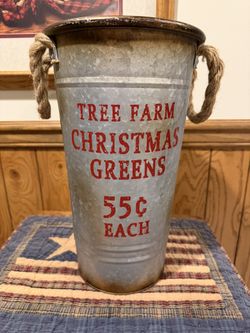 TREE FARM
CHRISTMAS
GREENS
55¢
EACH